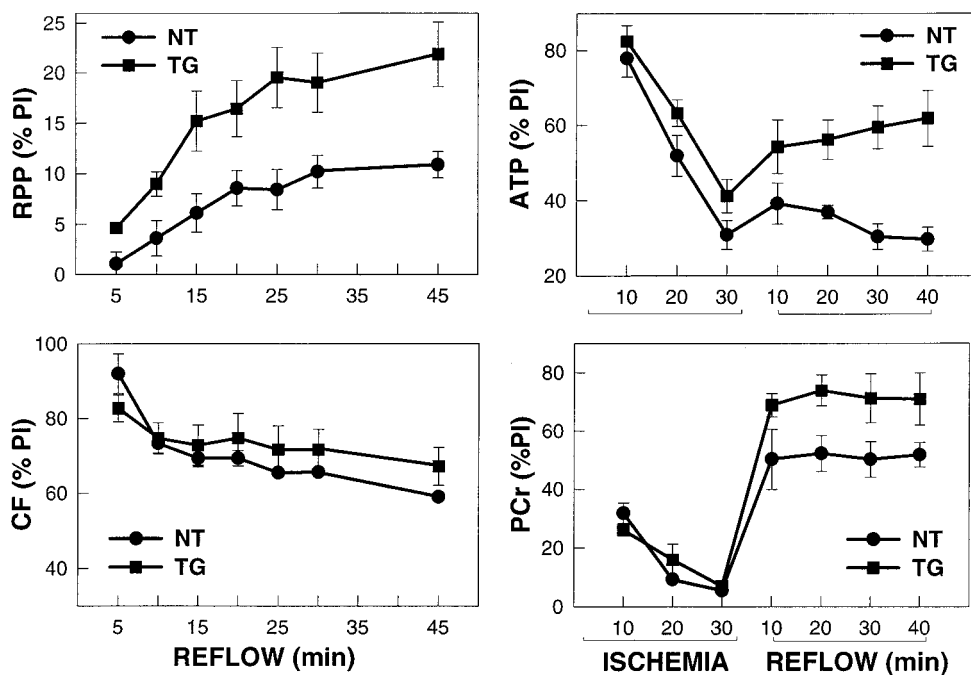 RPP (% PI)
25
20
15
10
5
0
NT
TG
5
15
25
35
45
ATP (% PI)
80
60
40
20
NT
TG
10 20 30 10 20 30 40
CF (% PI)
100
80
60
40
NT
TG
5
15
25
35
45
REFLOW (min)
PCr (%PI)
80
60
40
20
0
NT
TG
10 20 30 10 20 30 40
ISCHEMIA REFLOW (min)